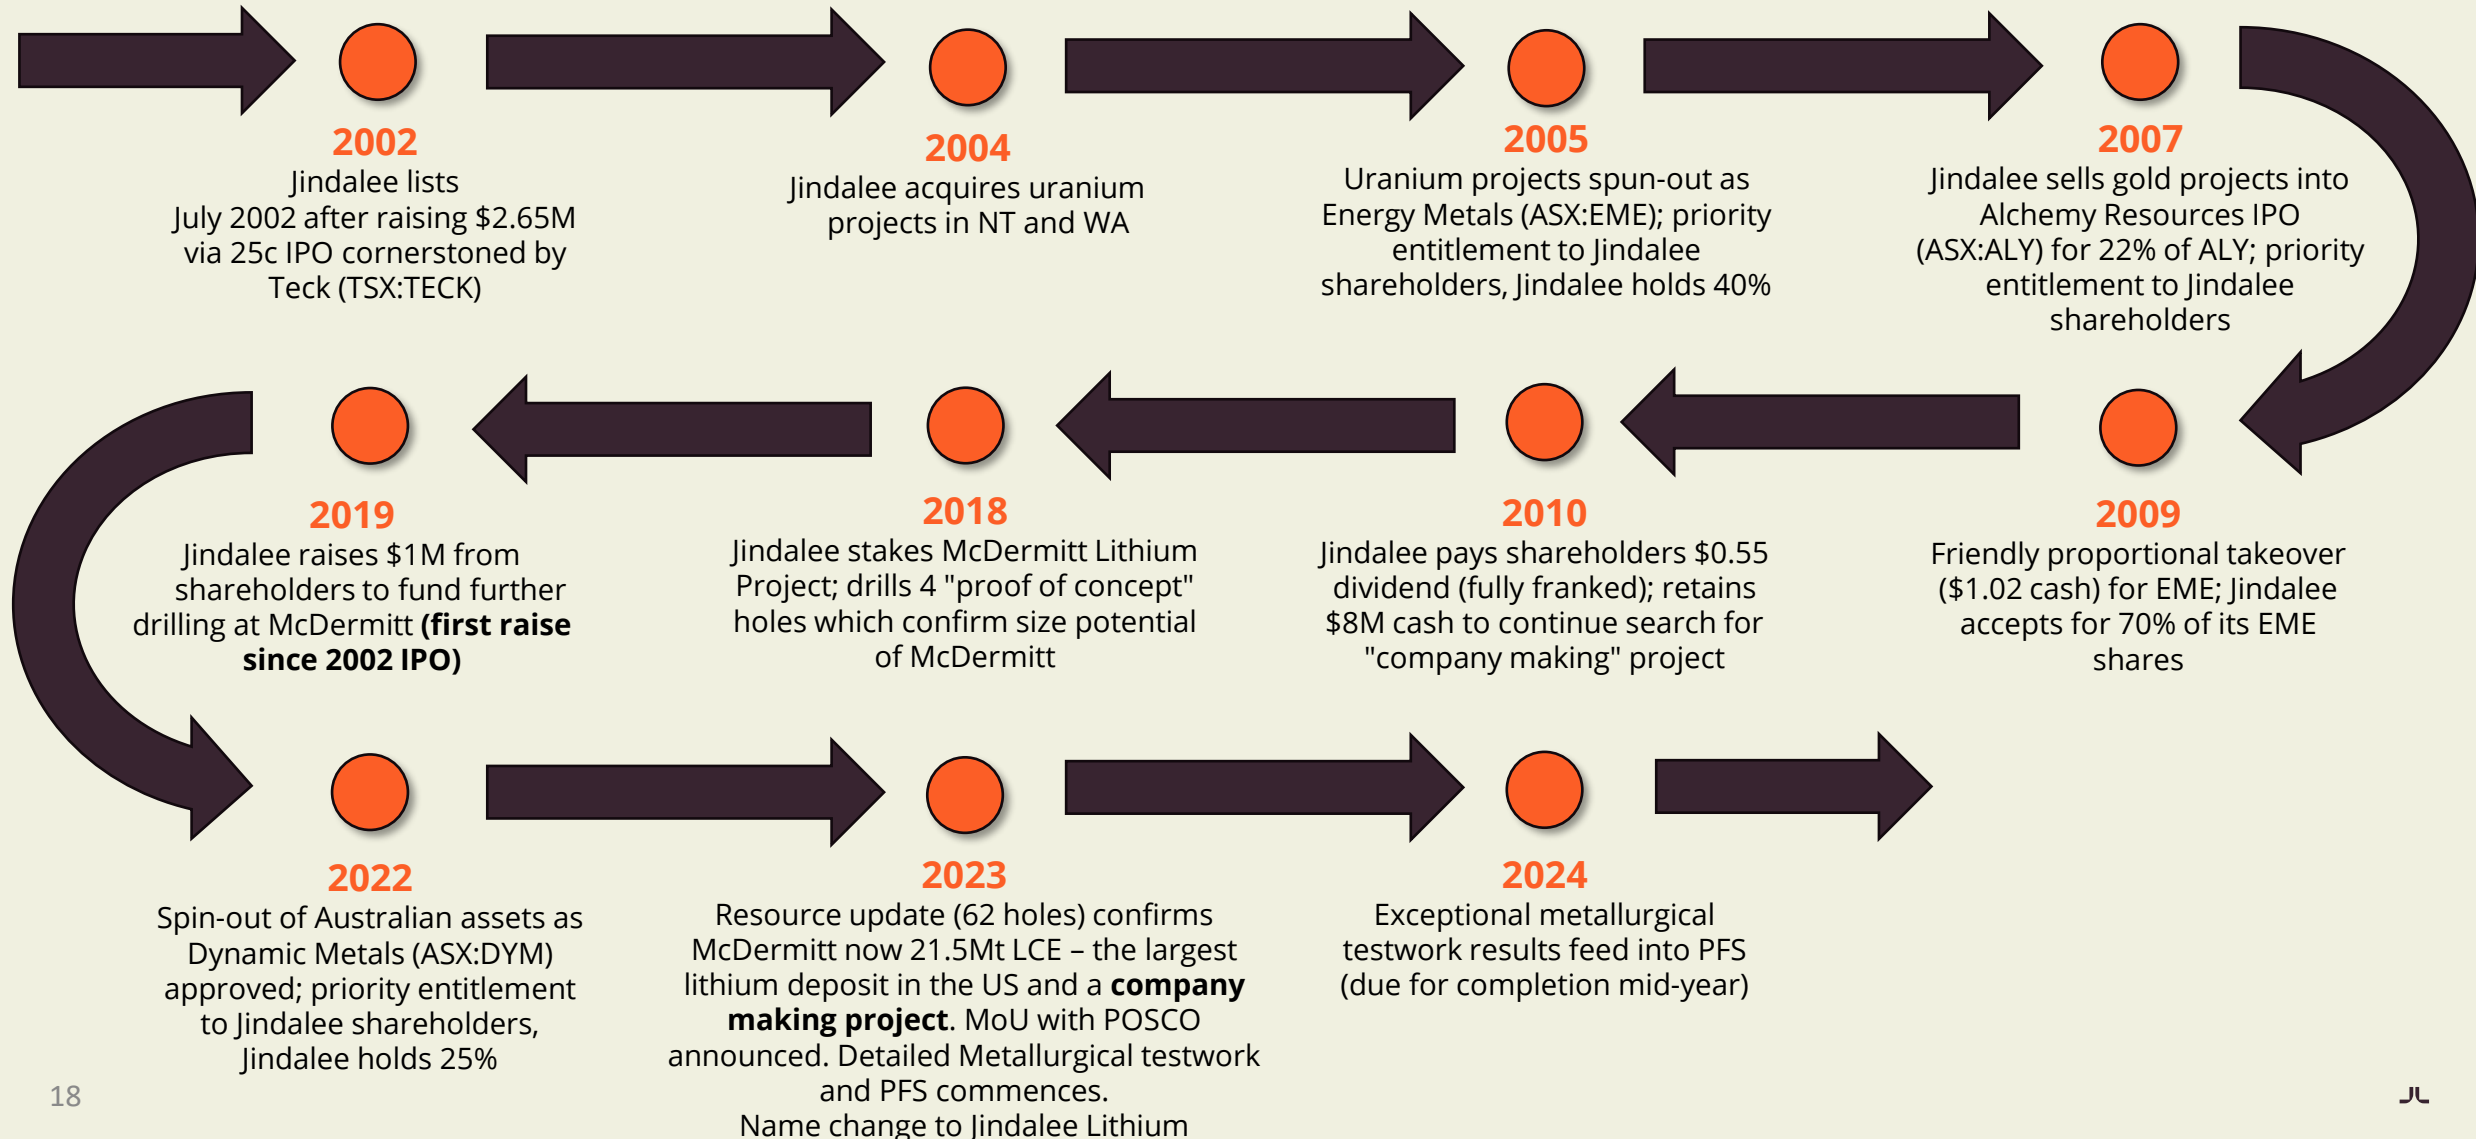 2002
Jindalee lists
July 2002 after raising $2.65M
via 25c IPO cornerstoned by
Teck (TSX:TECK)
2004
Jindalee acquires uranium
projects in NT and WA
2005
Uranium projects spun-out as
Energy Metals (ASX:EME); priority
entitlement to Jindalee
shareholders, Jindalee holds 40%
2007
Jindalee sells gold projects into
Alchemy Resources IPO
(ASX:ALY) for 22% of ALY; priority
entitlement to Jindalee
shareholders
2009
Friendly proportional takeover
($1.02 cash) for EME; Jindalee
accepts for 70% of its EME
shares
2010
Jindalee pays shareholders $0.55
dividend (fully franked); retains
$8M cash to continue search for
"company making" project
2018
Jindalee stakes McDermitt Lithium
Project; drills 4 "proof of concept"
holes which confirm size potential
of McDermitt
2019
Jindalee raises $1M from
shareholders to fund further
drilling at McDermitt (first raise
since 2002 IPO)
2022
Spin-out of Australian assets as
Dynamic Metals (ASX:DYM)
approved; priority entitlement
to Jindalee shareholders,
Jindalee holds 25%
2023
Resource update (62 holes) confirms
McDermitt now 21.5Mt LCE – the largest
lithium deposit in the US and a company
making project. MoU with POSCO
announced. Detailed Metallurgical testwork
and PFS commences.
Name change to Jindalee Lithium
2024
Exceptional metallurgical
testwork results feed into PFS
(due for completion mid-year)
18